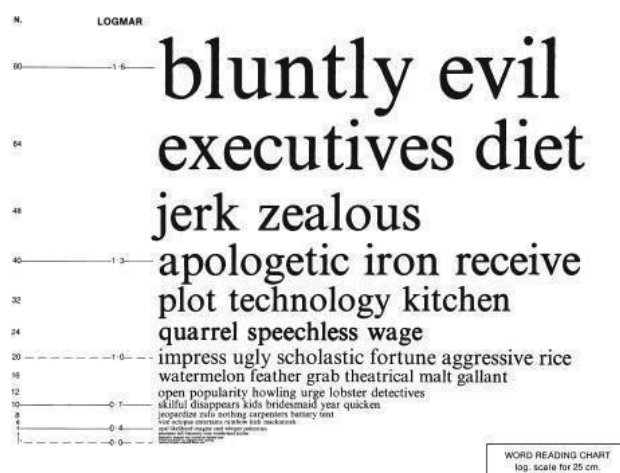 N. LOGMAR
80 1·6 bluntly evil
64 executives diet
48 jerk zealous
40 1·3 apologetic iron receive
32 plot technology kitchen
24 quarrel speechless wage
20 1·0 impress ugly scholastic fortune aggressive rice
16 watermelon feather grab theatrical malt gallant
12 open popularity howling urge lobster detectives
10 0·7 skilful disappears kids bridesmaid year quicken
8 jeopardize zulu nothing carpenters battery tent
0·4
0·0
WORD READING CHART
log. scale for 25 cm.